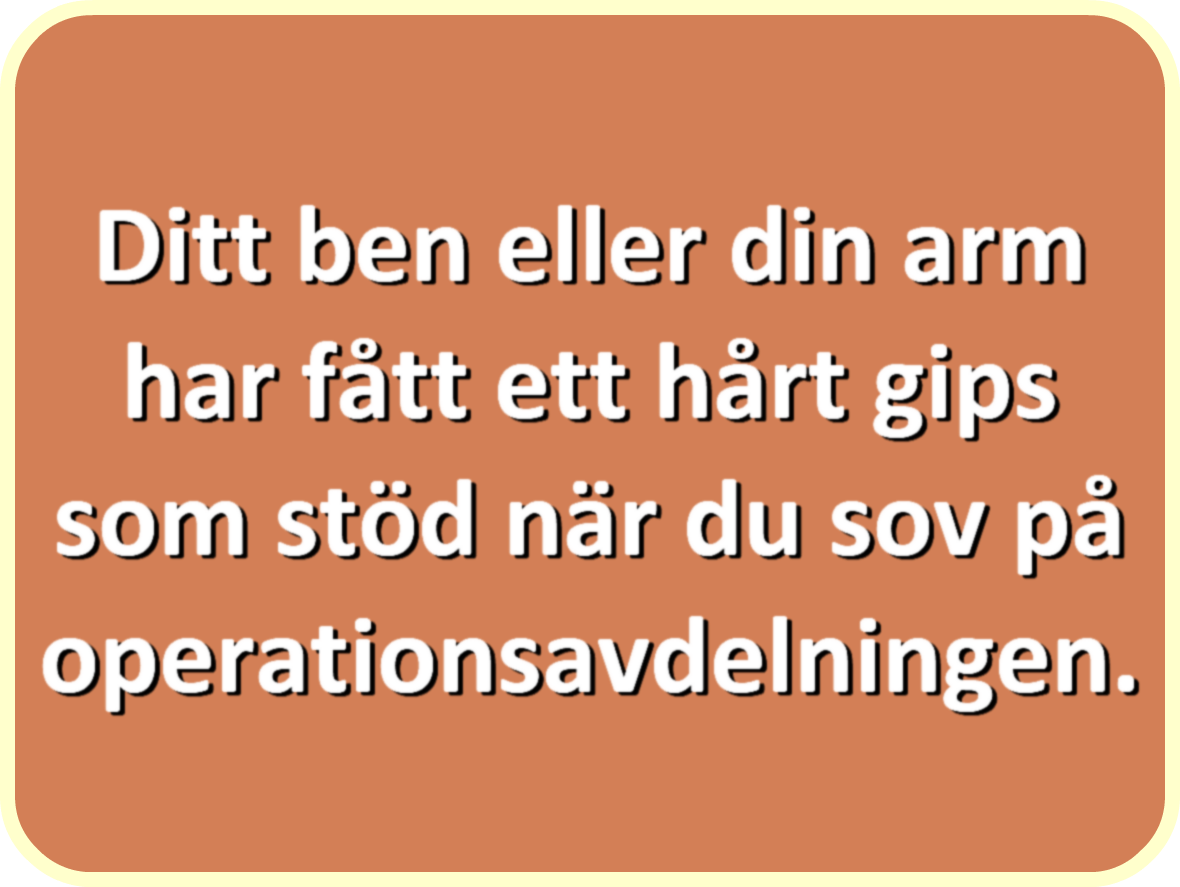 Ditt ben eller din arm
har fått ett hårt gips
som stöd när du sov på
operationsavdelningen.